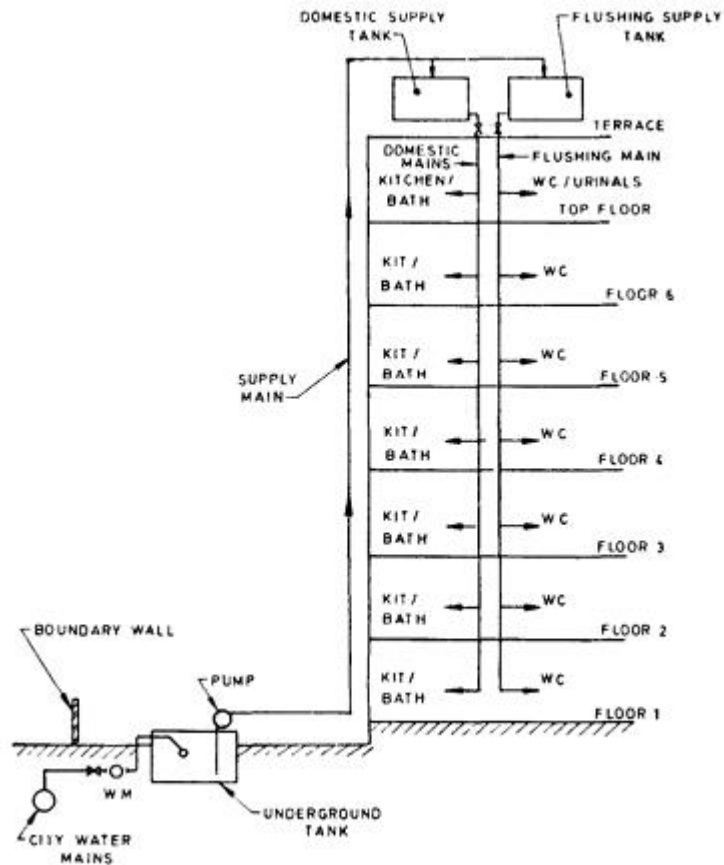 DOMESTIC SUPPLY
TANK
FLUSHING SUPPLY
TANK
TERRACE
DOMESTIC
MAINS
FLUSHING MAIN
KITCHEN/
BATH
WC/URINALS
TOP FLOOR
KIT/
BATH
WC
FLOOR 6
KIT/
BATH
WC
FLOOR 5
SUPPLY
MAIN
KIT/
BATH
WC
FLOOR 4
KIT/
BATH
WC
FLOOR 3
KIT/
BATH
WC
FLOOR 2
BOUNDARY WALL
PUMP
KIT/
BATH
WC
FLOOR 1
WM
UNDERGROUND
TANK
CITY WATER
MAINS